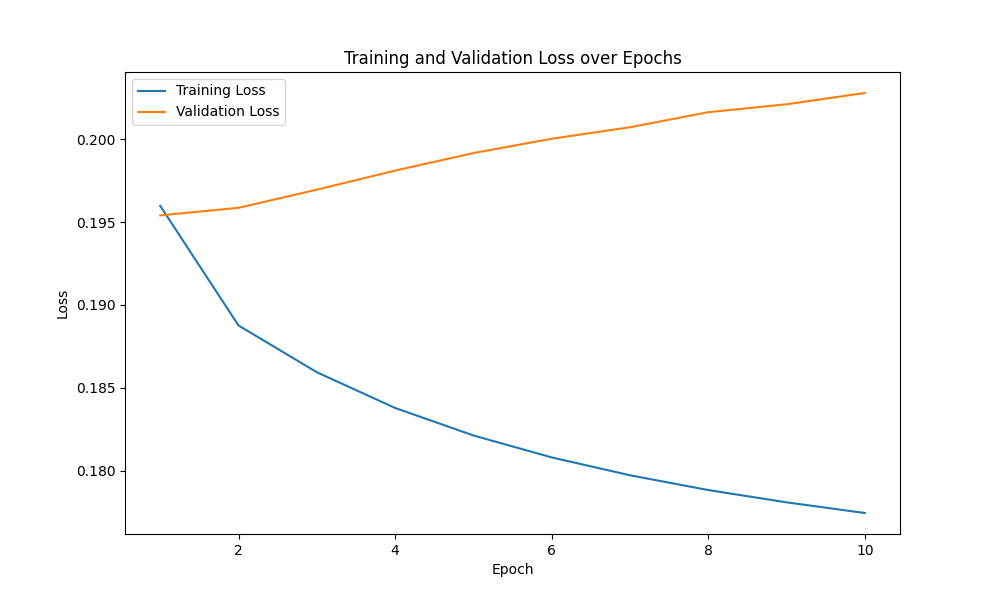 Training and Validation Loss over Epochs
Training Loss
Validation Loss
0.200
0.195
0.190
0.185
0.180
Loss
2 4 6 8 10
Epoch